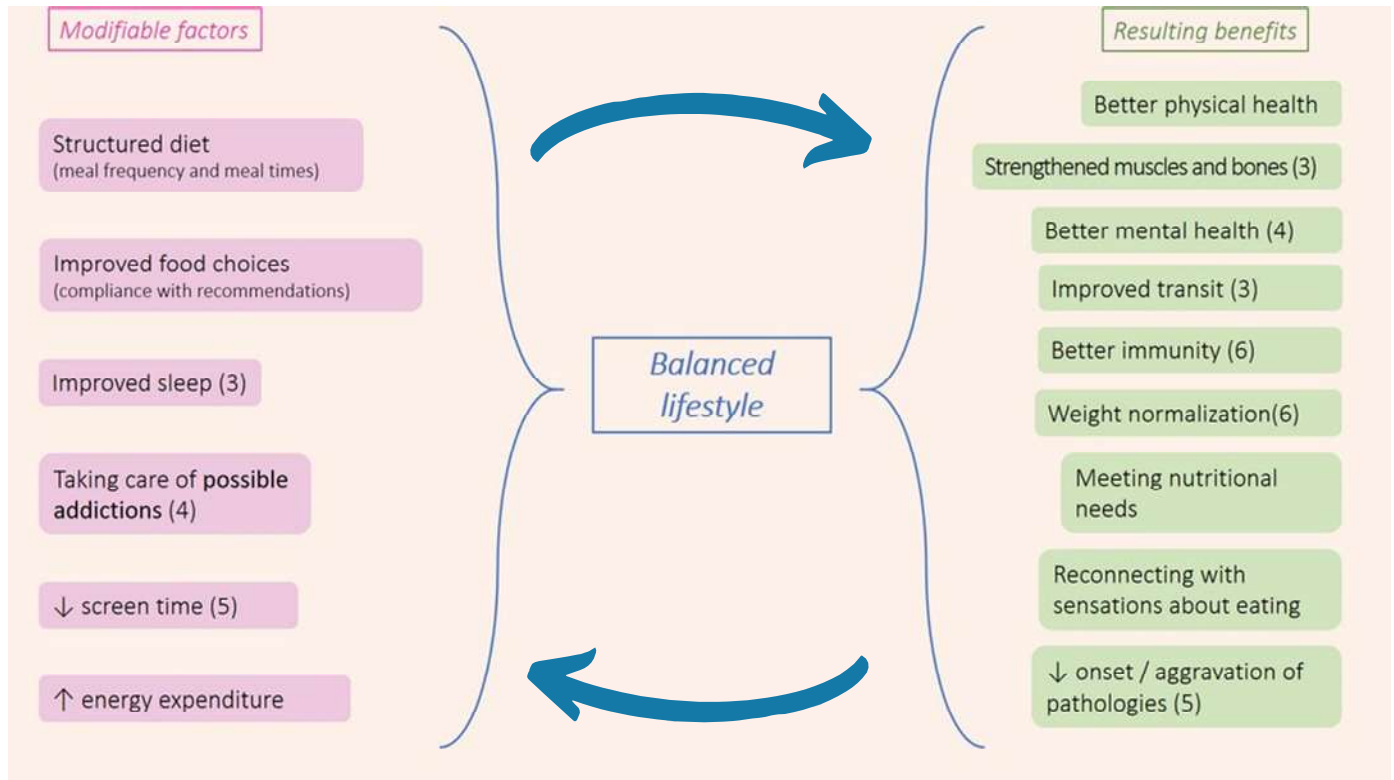 Modifiable factors
Structured diet
(meal frequency and meal times)
Improved food choices
(compliance with recommendations)
Improved sleep (3)
Taking care of possible
addictions (4)
↓ screen time (5)
↑ energy expenditure
Balanced
lifestyle
Resulting benefits
Better physical health
Strengthened muscles and bones (3)
Better mental health (4)
Improved transit (3)
Better immunity (6)
Weight normalization(6)
Meeting nutritional
needs
Reconnecting with
sensations about eating
↓ onset / aggravation of
pathologies (5)